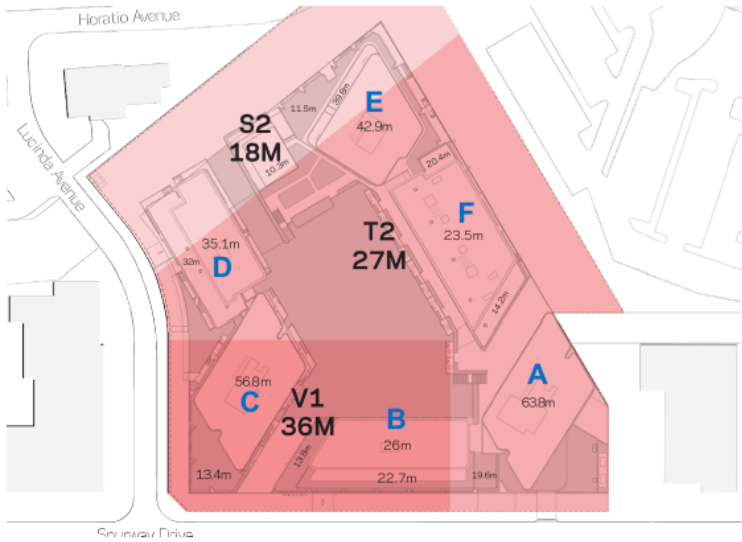 Horatio Avenue
Lucinda Avenue
S2
18M
11.5m
39.8m
E
42.9m
10.3m
20.4m
T2
27M
F
23.5m
35.1m
32m
D
14.2m
56.8m
C
V1
36M
A
63.8m
B
26m
13.8m
13.4m
22.7m
19.6m
Spurway Drive